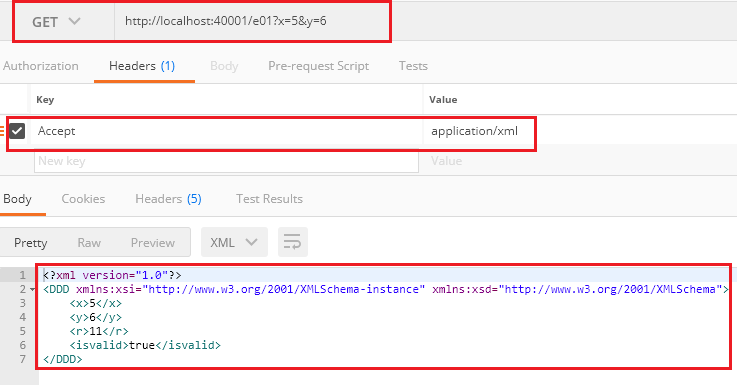 GET http://localhost:40001/e01?x=5&y=6
Authorization Headers (1) Body Pre-request Script Tests
Key Value
Accept application/xml
New key Value
Body Cookies Headers (5) Test Results
Pretty Raw Preview XML
1 <?xml version="1.0"?>
2 <DDD xmlns:xsi="http://www.w3.org/2001/XMLSchema-instance" xmlns:xsd="http://www.w3.org/2001/XMLSchema">
3 <x>5</x>
4 <y>6</y>
5 <r>11</r>
6 <isvalid>true</isvalid>
7 </DDD>